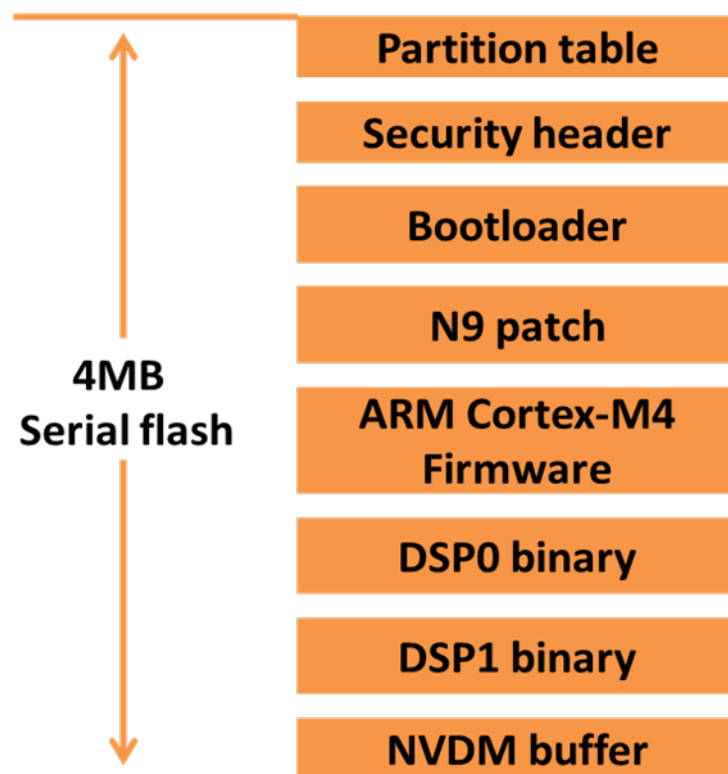 Partition table
Security header
Bootloader
N9 patch
4MB
Serial flash
ARM Cortex-M4
Firmware
DSP0 binary
DSP1 binary
NVDM buffer